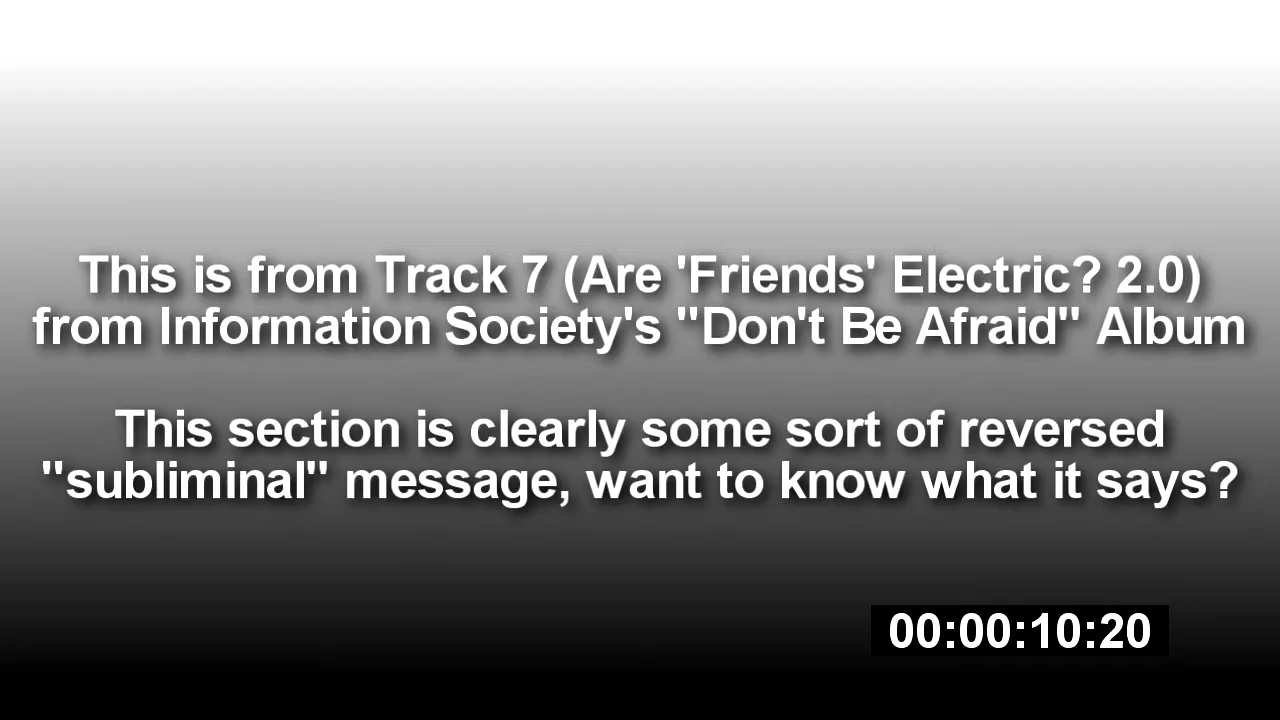 This is from Track 7 (Are 'Friends' Electric? 2.0)
from Information Society's "Don't Be Afraid" Album
This section is clearly some sort of reversed
"subliminal" message, want to know what it says?
00:00:10:20